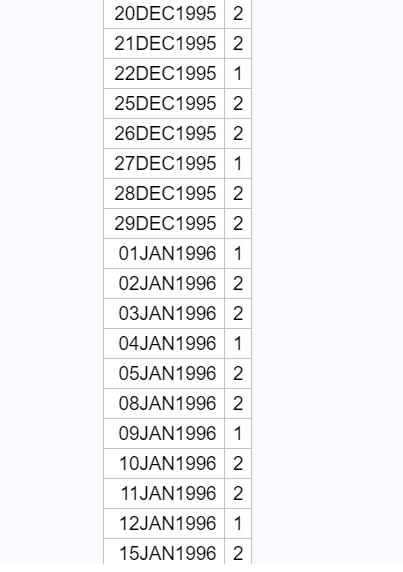 20DEC1995 2
21DEC1995 2
22DEC1995 1
25DEC1995 2
26DEC1995 2
27DEC1995 1
28DEC1995 2
29DEC1995 2
01JAN1996 1
02JAN1996 2
03JAN1996 2
04JAN1996 1
05JAN1996 2
08JAN1996 2
09JAN1996 1
10JAN1996 2
11JAN1996 2
12JAN1996 1
15JAN1996 2